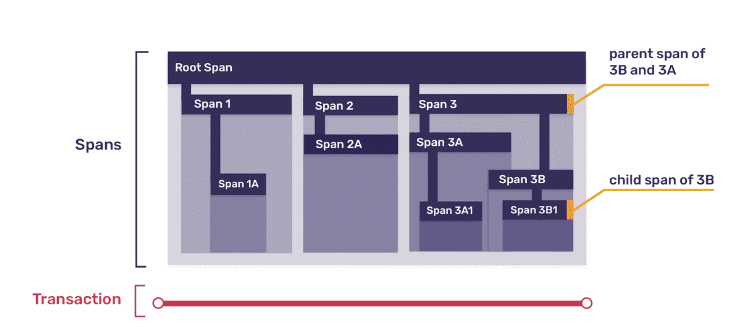 parent span of
3B and 3A
Root Span
Span 1
Span 2
Span 3
Spans
Span 2A
Span 3A
Span 1A
Span 3B
child span of 3B
Span 3A1
Span 3B1
Transaction